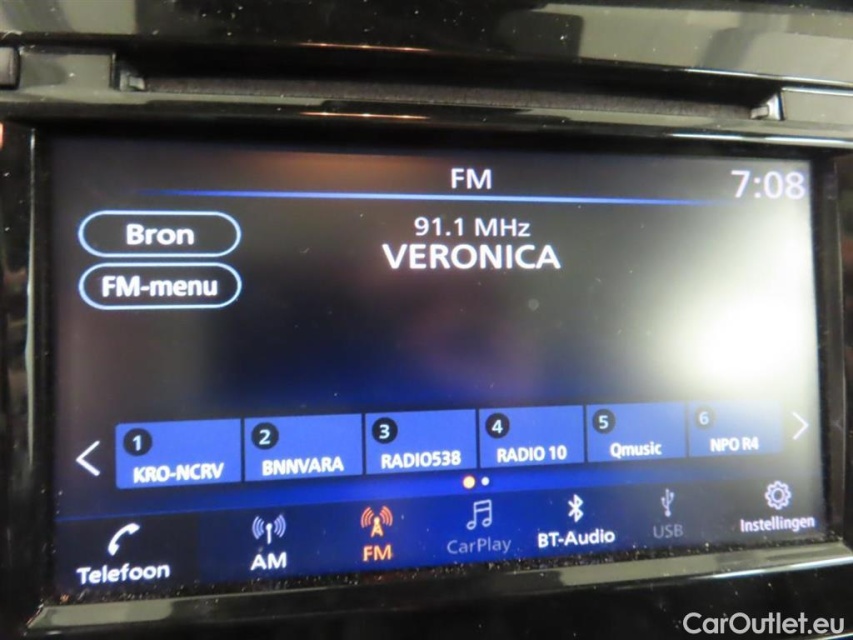 FM
7:08
91.1 MHz
VERONICA
Bron
FM-menu
1 KRO-NCRV
2 BNNVARA
3 RADIO538
4 RADIO 10
5 Qmusic
6 NPO R4
Telefoon
AM
FM
CarPlay
BT-Audio
USB
Instellingen
CarOutlet.eu